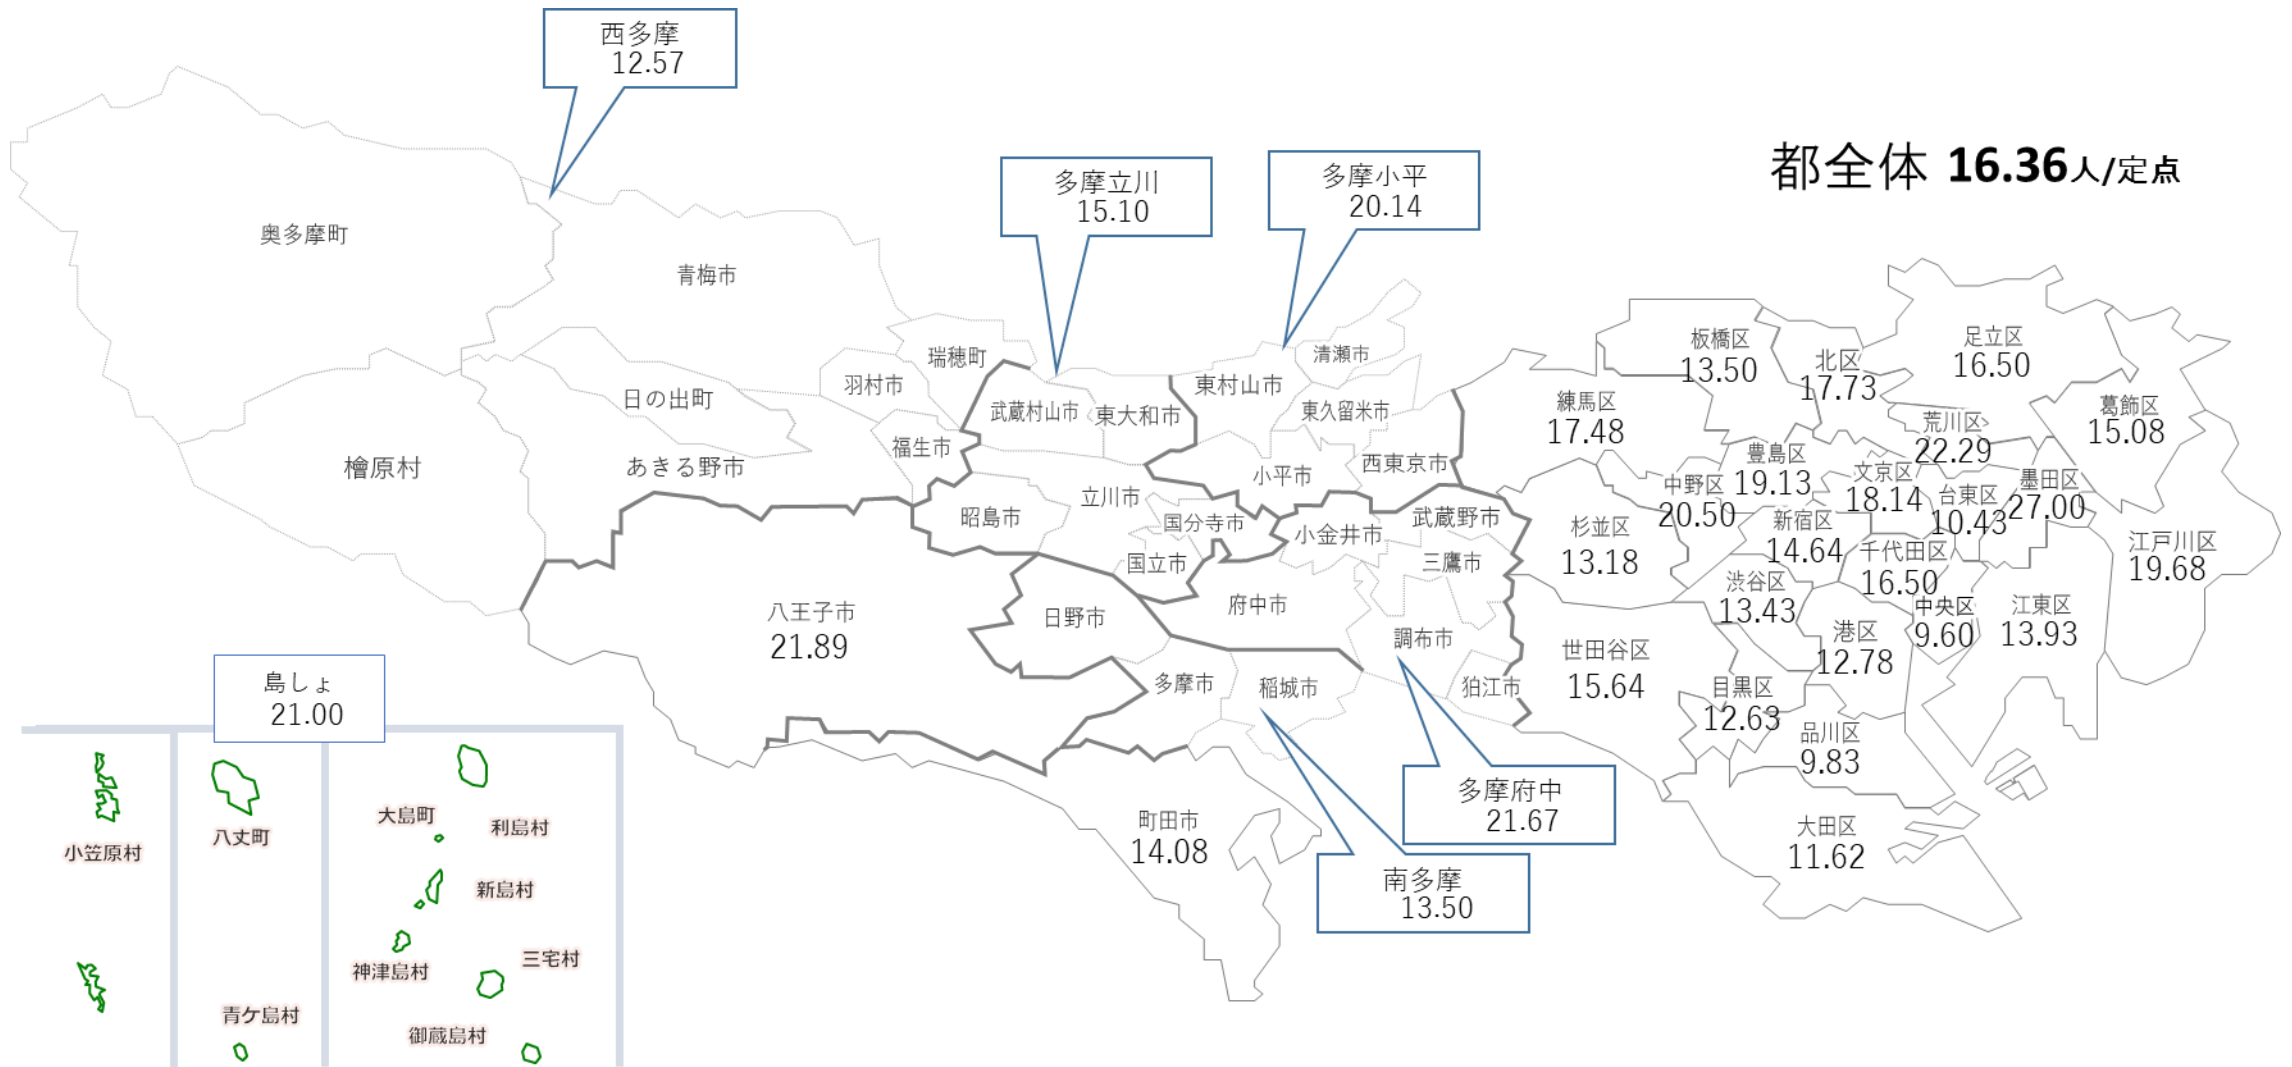 西多摩
12.57
多摩立川
15.10
多摩小平
20.14
都全体 16.36人/定点
奥多摩町
青梅市
瑞穂町
羽村市
日の出町
福生市
あきる野市
檜原村
武蔵村山市
東大和市
東村山市
清瀬市
東久留米市
小平市
西東京市
立川市
昭島市
国分寺市
国立市
小金井市
武蔵野市
三鷹市
府中市
調布市
狛江市
八王子市
21.89
日野市
多摩市
稲城市
町田市
14.08
多摩府中
21.67
南多摩
13.50
板橋区
13.50
北区
17.73
足立区
16.50
練馬区
17.48
荒川区
22.29
葛飾区
15.08
豊島区
19.13
文京区
18.14
中野区
20.50
台東区
10.43
墨田区
27.00
杉並区
13.18
新宿区
14.64
千代田区
16.50
江戸川区
19.68
渋谷区
13.43
中央区
9.60
江東区
13.93
港区
12.78
世田谷区
15.64
目黒区
12.63
品川区
9.83
大田区
11.62
島しょ
21.00
小笠原村
八丈町
青ケ島村
大島町
利島村
新島村
神津島村
三宅村
御蔵島村